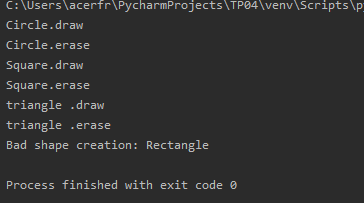 C:\Users\acerfr\PycharmProjects\TP04\venv\Scripts\p
Circle.draw
Circle.erase
Square.draw
Square.erase
triangle .draw
triangle .erase
Bad shape creation: Rectangle
Process finished with exit code 0